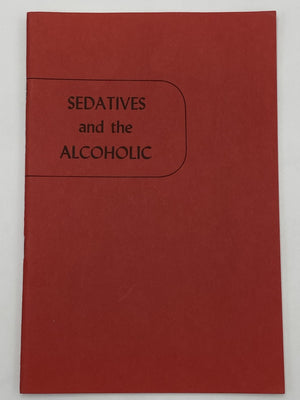 SEDATIVES
and the
ALCOHOLIC